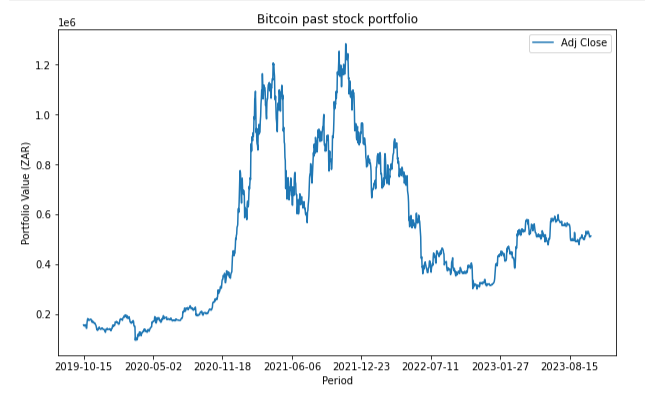 Bitcoin past stock portfolio
1e6
Adj Close
1.2
1.0
0.8
0.6
0.4
0.2
Portfolio Value (ZAR)
2019-10-15 2020-05-02 2020-11-18 2021-06-06 2021-12-23 2022-07-11 2023-01-27 2023-08-15
Period